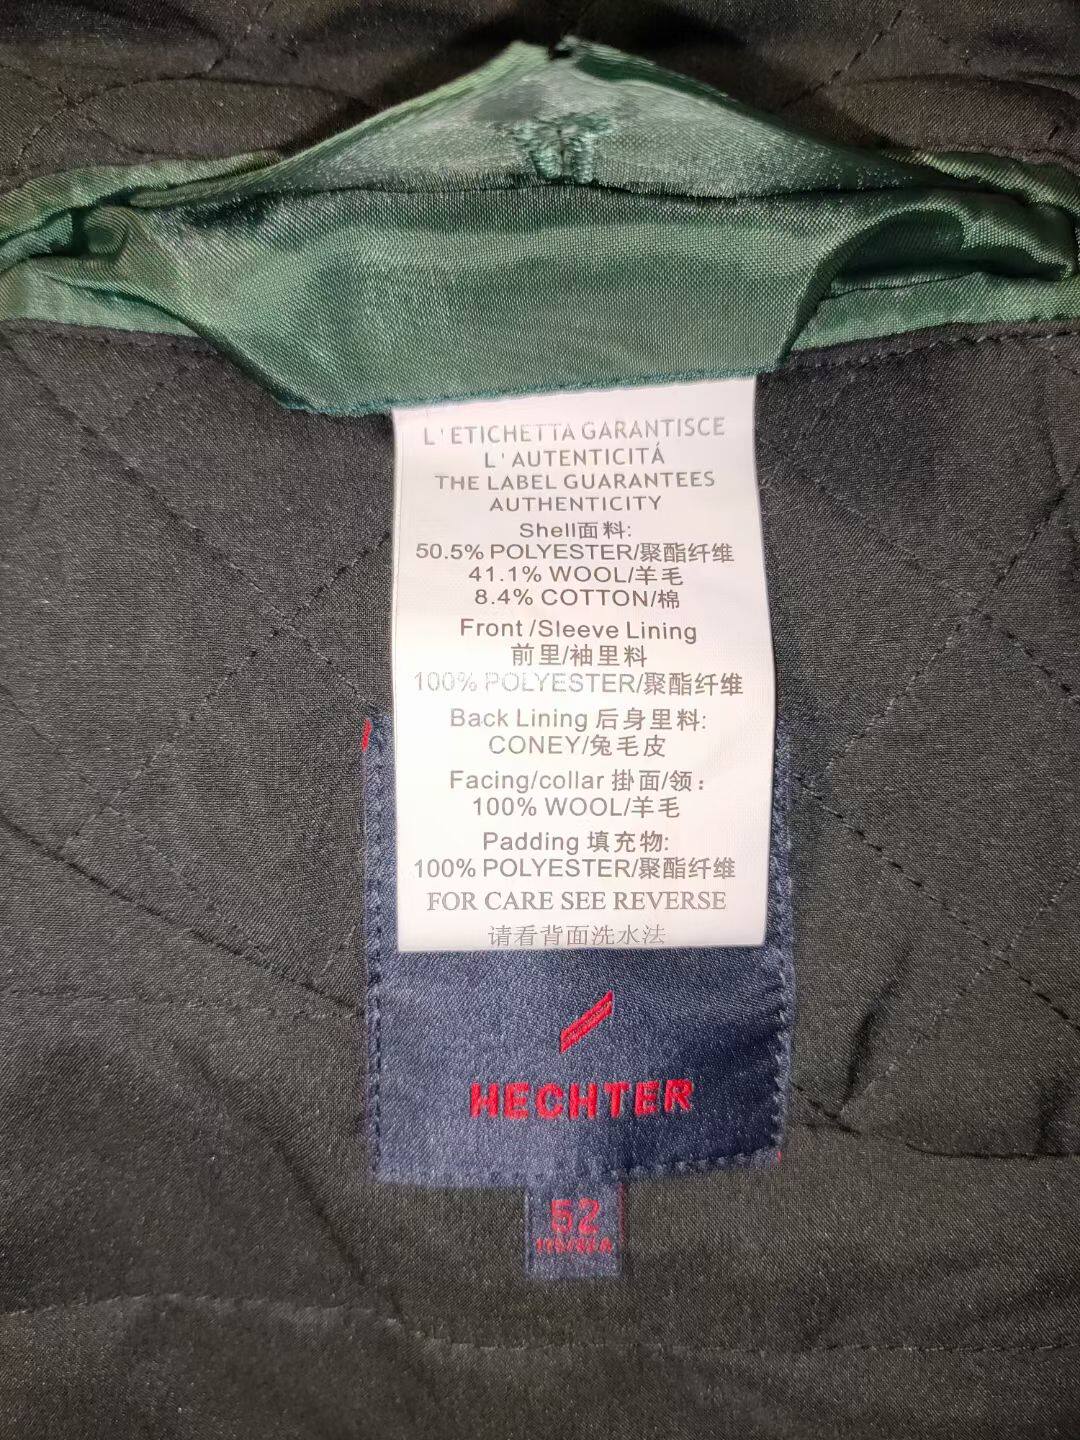 L'ETICHETTA GARANTISCE
L'AUTENTICITÁ
THE LABEL GUARANTEES
AUTHENTICITY
Shell面料:
50.5% POLYESTER/聚酯纤维
41.1% WOOL/羊毛
8.4% COTTON/棉
Front /Sleeve Lining
前里/袖里料
100% POLYESTER/聚酯纤维
Back Lining 后身里料:
CONEY/兔毛皮
Facing/collar 掛面/领:
100% WOOL/羊毛
Padding 填充物:
100% POLYESTER/聚酯纤维
FOR CARE SEE REVERSE
请看背面洗水法
HECHTER
52